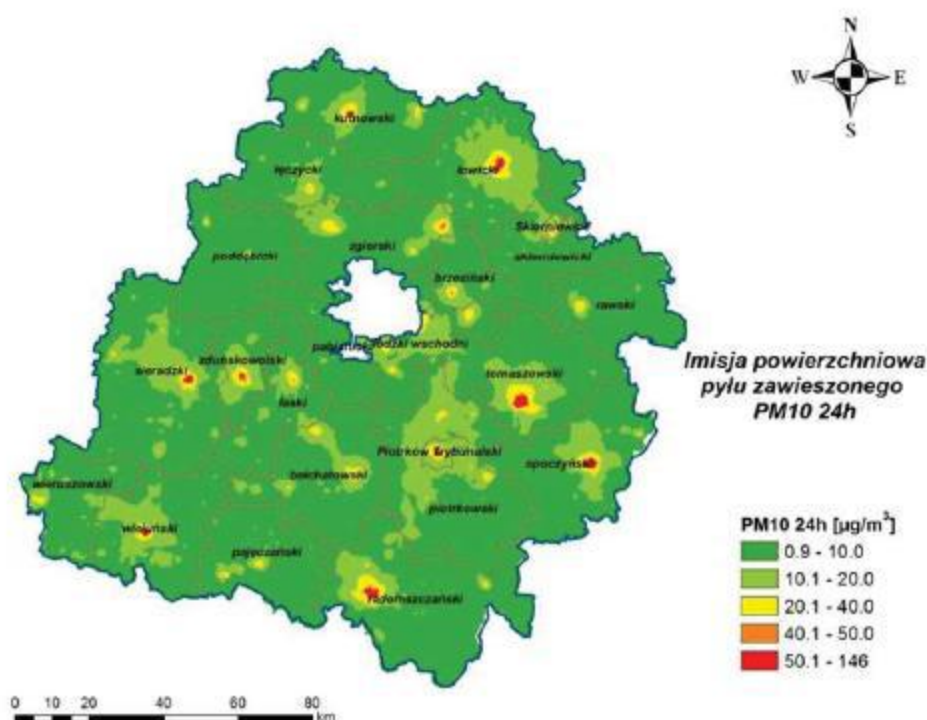 N
W E
S
kutnowski
łęczycki
łowicki
Skierniewice
zgierski
skierniewicki
poddębicki
brzeziński
rawski
łódzki wschodni
sieradzki
zduńskowolski
tomaszowski
łaski
Imisja powierzchniowa
pyłu zawieszonego
PM10 24h
Piotrków Trybunalski
opoczyński
bełchatowski
wieruszowski
piotrkowski
wieluński
pajęczański
radomszczański
PM10 24h [µg/m³]
0.9 - 10.0
10.1 - 20.0
20.1 - 40.0
40.1 - 50.0
50.1 - 146
0 10 20 40 60 80
km